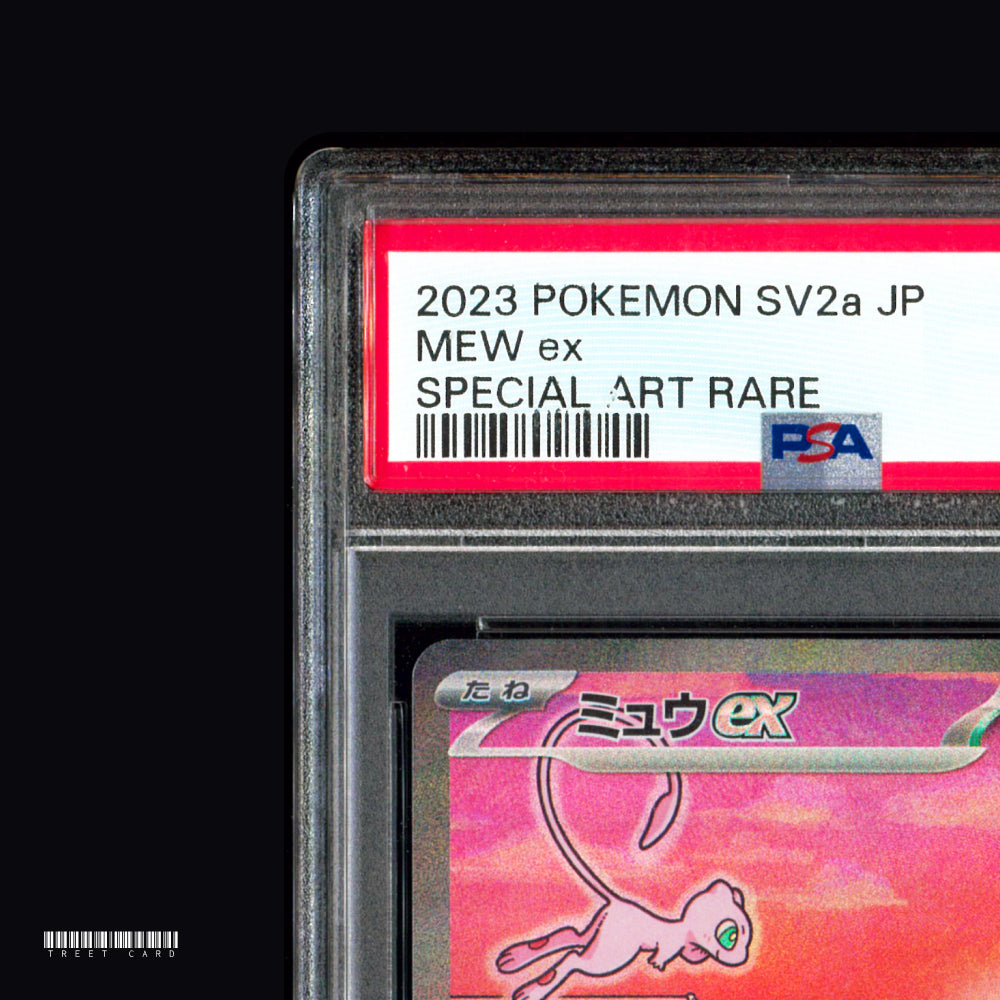 2023 POKEMON SV2a JP
MEW ex
SPECIAL ART RARE
PSA
たね
ミュウex
TREET CARD